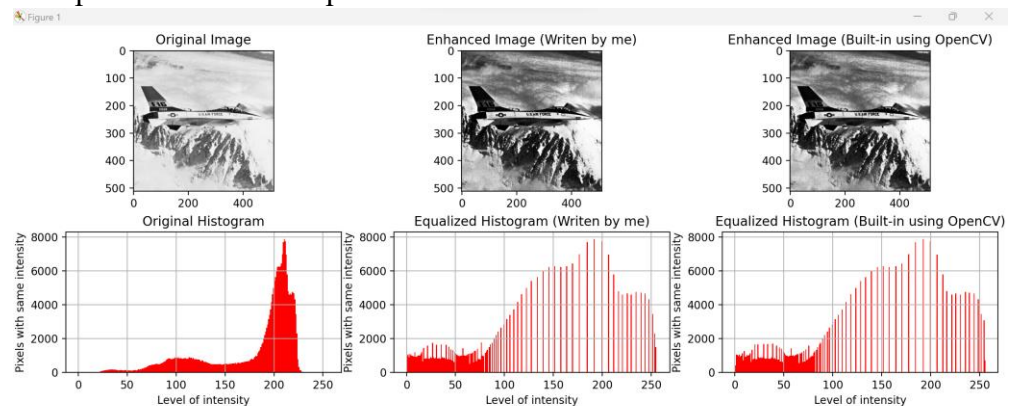 Figure 1
Original Image
Enhanced Image (Writen by me)
Enhanced Image (Built-in using OpenCV)
0
100
200
300
400
500
0 200 400
0
100
200
300
400
500
0 200 400
0
100
200
300
400
500
0 200 400
U.S. AIR FORCE
Original Histogram
Equalized Histogram (Writen by me)
Equalized Histogram (Built-in using OpenCV)
Pixels with same intensity
8000
6000
4000
2000
0
0 50 100 150 200 250
Level of intensity
Pixels with same intensity
8000
6000
4000
2000
0
0 50 100 150 200 250
Level of intensity
Pixels with same intensity
8000
6000
4000
2000
0
0 50 100 150 200 250
Level of intensity